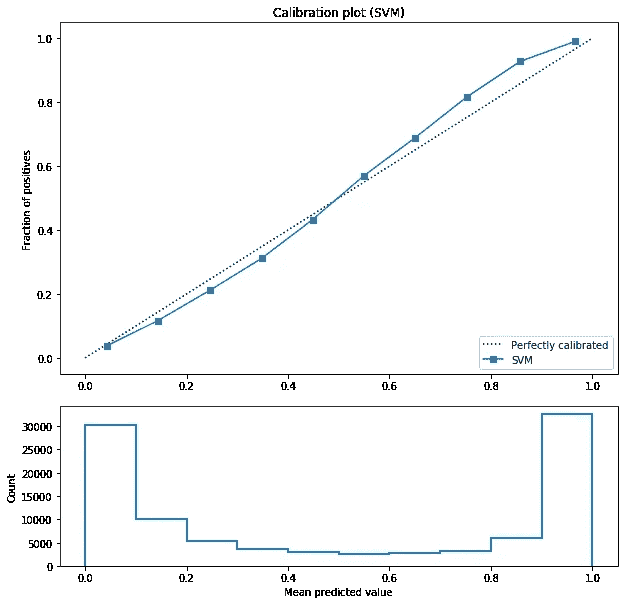 Calibration plot (SVM)
1.0
0.8
0.6
0.4
0.2
0.0
Fraction of positives
Perfectly calibrated
SVM
0.0 0.2 0.4 0.6 0.8 1.0
30000
25000
20000
15000
10000
5000
0
Count
0.0 0.2 0.4 0.6 0.8 1.0
Mean predicted value